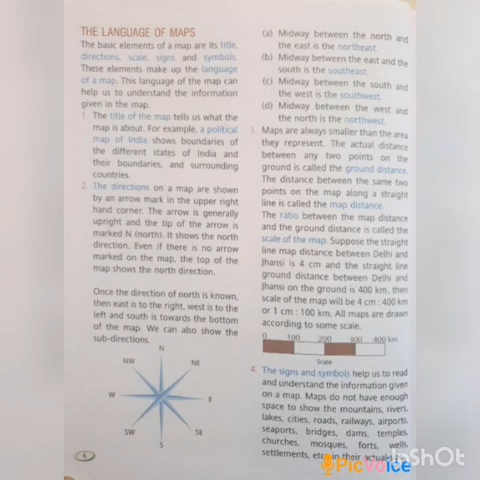 THE LANGUAGE OF MAPS
The basic elements of a map are its title,
directions, scale, signs and symbols.
These elements make up the language
of a map. This language of the map can
help us to understand the information
given in the map.
1. The title of the map tells us what the
map is about. For example, a political
map of India shows boundaries of
the different states of India and
their boundaries, and surrounding
countries.
2. The directions on a map are shown
by an arrow mark in the upper right
hand corner. The arrow is generally
upright and the tip of the arrow is
marked N (north). It shows the north
direction. Even if there is no arrow
marked on the map, the top of the
map shows the north direction.
Once the direction of north is known,
then east is to the right, west is to the
left and south is towards the bottom
of the map. We can also show the
sub-directions.
N
NW NE
W E
SW SE
S
6
(a) Midway between the north and
the east is the northeast.
(b) Midway between the east and the
south is the southeast.
(c) Midway between the south and
the west is the southwest.
(d) Midway between the west and
the north is the northwest.
3. Maps are always smaller than the area
they represent. The actual distance
between any two points on the
ground is called the ground distance.
The distance between the same two
points on the map along a straight
line is called the map distance.
The ratio between the map distance
and the ground distance is called the
scale of the map. Suppose the straight
line map distance between Delhi and
Jhansi is 4 cm and the straight line
ground distance between Delhi and
Jhansi on the ground is 400 km, then
scale of the map will be 4 cm : 400 km
or 1 cm : 100 km. All maps are drawn
according to some scale.
0 100 200 300 400 km
Scale
4. The signs and symbols help us to read
and understand the information given
on a map. Maps do not have enough
space to show the mountains, rivers,
lakes, cities, roads, railways, airports,
seaports, bridges, dams, temples,
churches, mosques, forts, wells,
settlements, etc., in their actual
PicVoice
InShOt